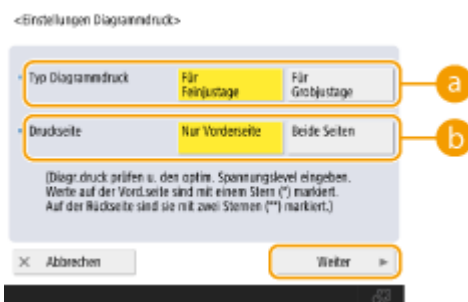 <Einstellungen Diagrammdruck>
Typ Diagrammdruck
Für
Feinjustage
Für
Grobjustage
a
Druckseite
Nur Vorderseite
Beide Seiten
b
(Diagr.druck prüfen u. den optim. Spannungslevel eingeben.
Werte auf der Vord.seite sind mit einem Stern (*) markiert.
Auf der Rückseite sind sie mit zwei Sternen (**) markiert.)
Abbrechen
Weiter